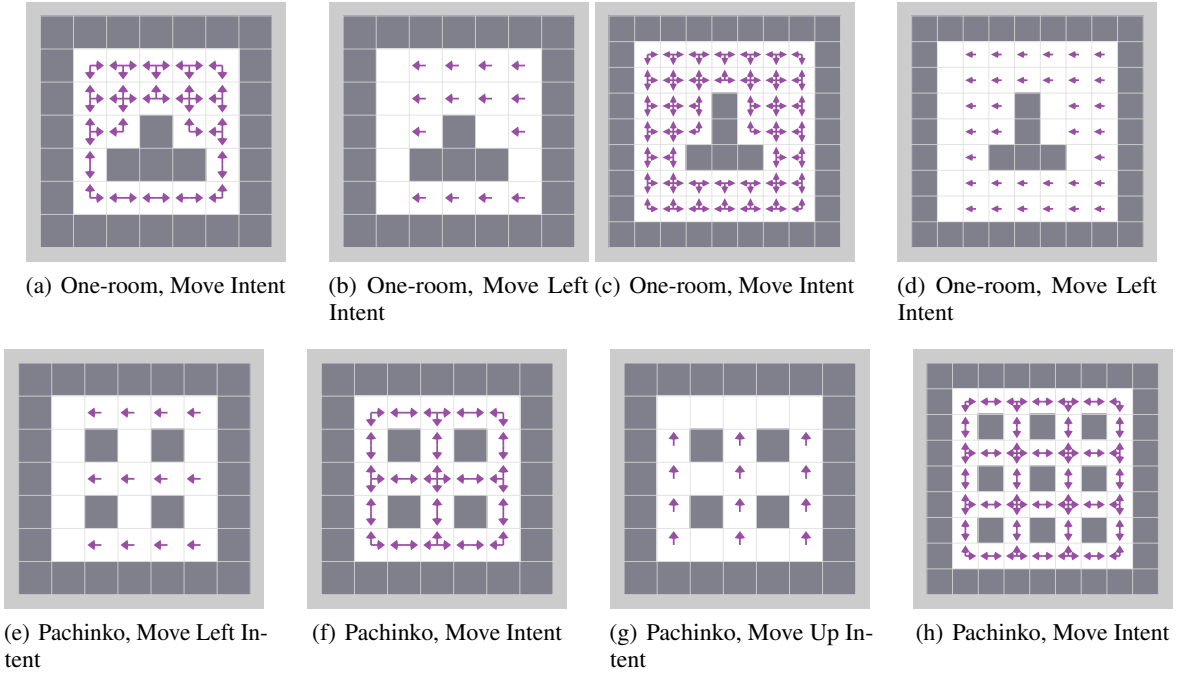 (a) One-room, Move Intent
(b) One-room, Move Left
Intent
(c) One-room, Move Intent
(d) One-room, Move Left
Intent
(e) Pachinko, Move Left In-
tent
(f) Pachinko, Move Intent
(g) Pachinko, Move Up In-
tent
(h) Pachinko, Move Intent